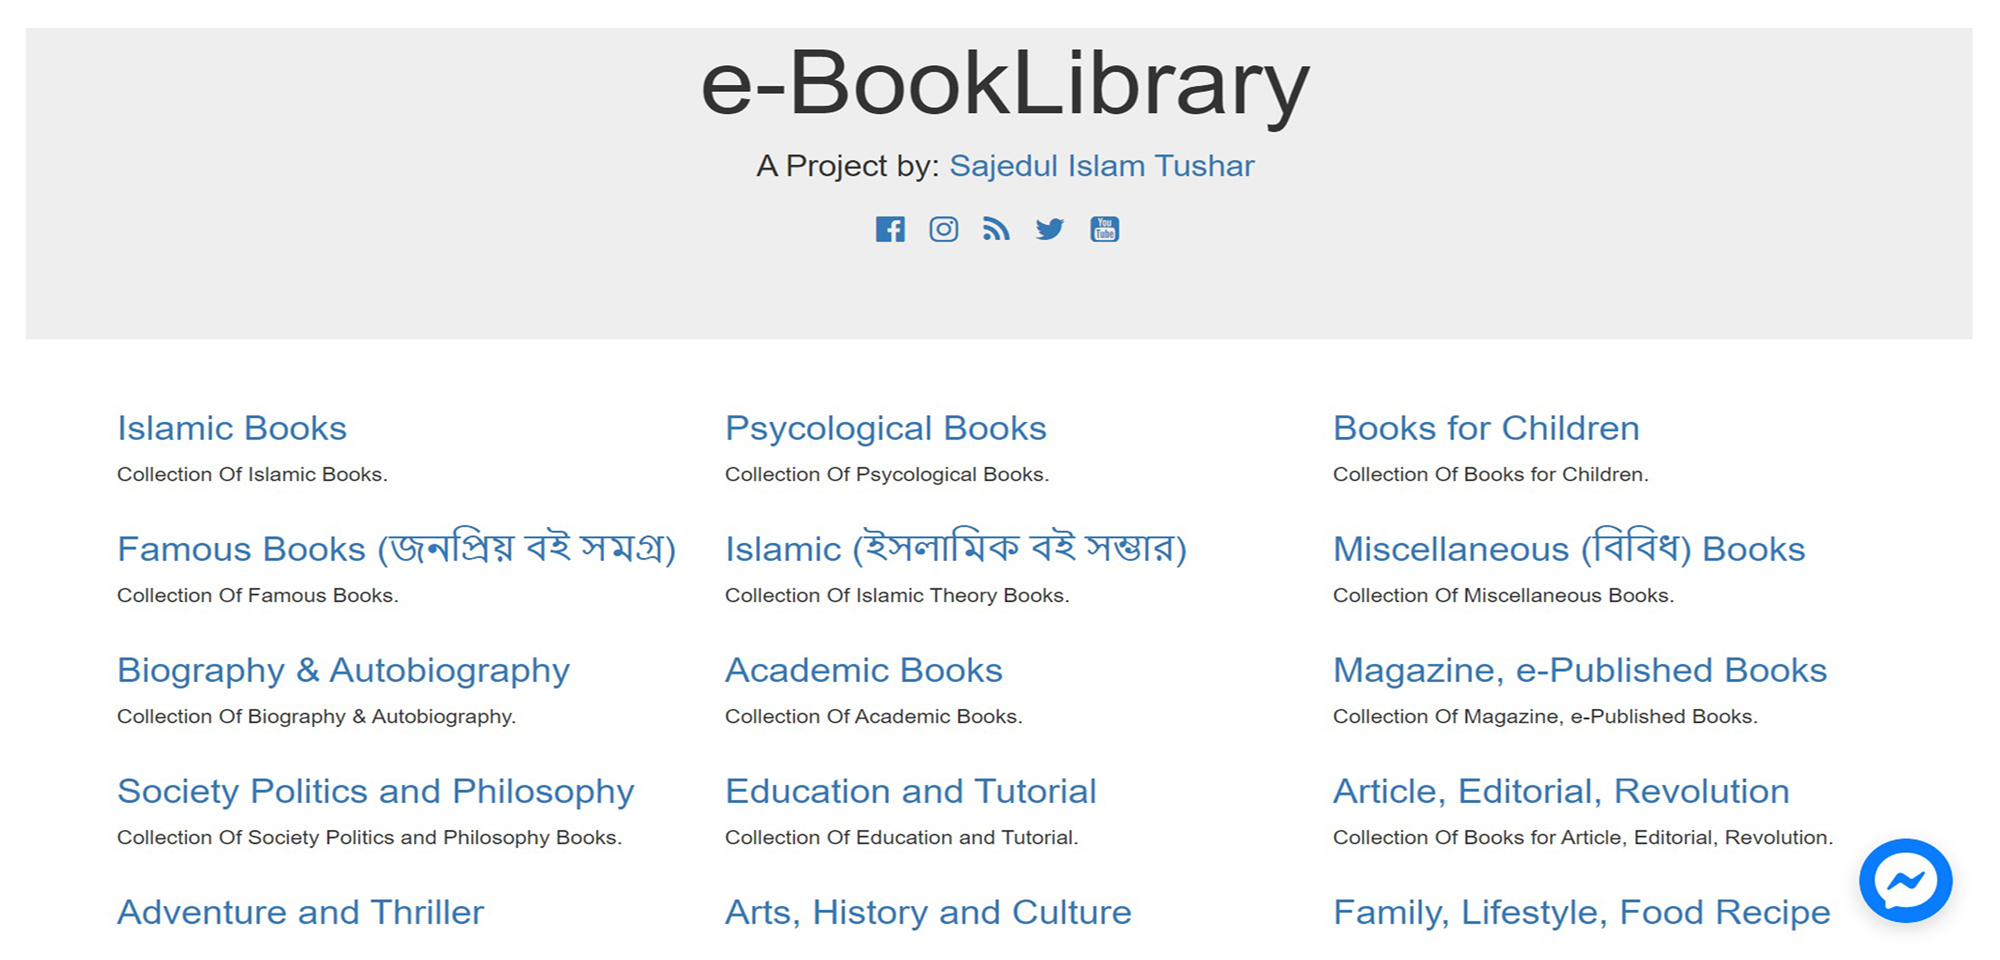 e-BookLibrary
A Project by: Sajedul Islam Tushar
You
Tube
Islamic Books
Collection Of Islamic Books.
Psycological Books
Collection Of Psycological Books.
Books for Children
Collection Of Books for Children.
Famous Books (জনপ্রিয় বই সমগ্র)
Collection Of Famous Books.
Islamic (ইসলামিক বই সম্ভার)
Collection Of Islamic Theory Books.
Miscellaneous (বিবিধ) Books
Collection Of Miscellaneous Books.
Biography & Autobiography
Collection Of Biography & Autobiography.
Academic Books
Collection Of Academic Books.
Magazine, e-Published Books
Collection Of Magazine, e-Published Books.
Society Politics and Philosophy
Collection Of Society Politics and Philosophy Books.
Education and Tutorial
Collection Of Education and Tutorial.
Article, Editorial, Revolution
Collection Of Books for Article, Editorial, Revolution.
Adventure and Thriller
Arts, History and Culture
Family, Lifestyle, Food Recipe